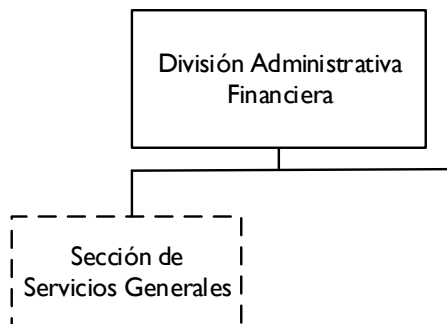 División Administrativa
Financiera
Sección de
Servicios Generales